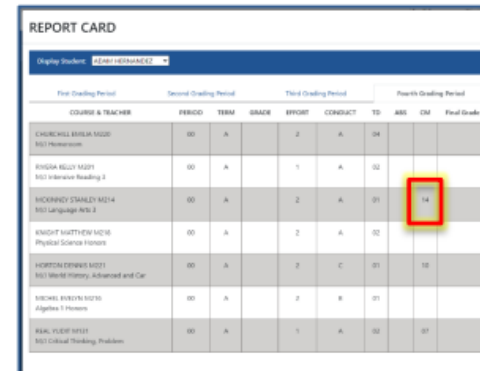 REPORT CARD
Display Student: ADAM HERNANDEZ
First Grading Period Second Grading Period Third Grading Period Fourth Grading Period
COURSE & TEACHER PERIOD TERM GRADE EFFORT CONDUCT TD ABS CM Final Grade
CHURCHILL EMILIA M220 00 A 2 A 04
Homeroom
RIVERA KELLY M201 00 A 1 A 02
Intensive Reading 2
MCKINNEY STANLEY M214 00 A 2 A 01 14
Language Arts 2
KNIGHT MATTHEW M216 00 A 2 A 02
Physical Science Honors
HORTON DENNIS M221 00 A 2 C 01 10
World History, Advanced and Car
MICHEL EVELYN M210 00 A 2 B 01
Algebra 1 Honors
REAL YUDIT M131 00 A 1 A 02 07
Critical Thinking, Problem